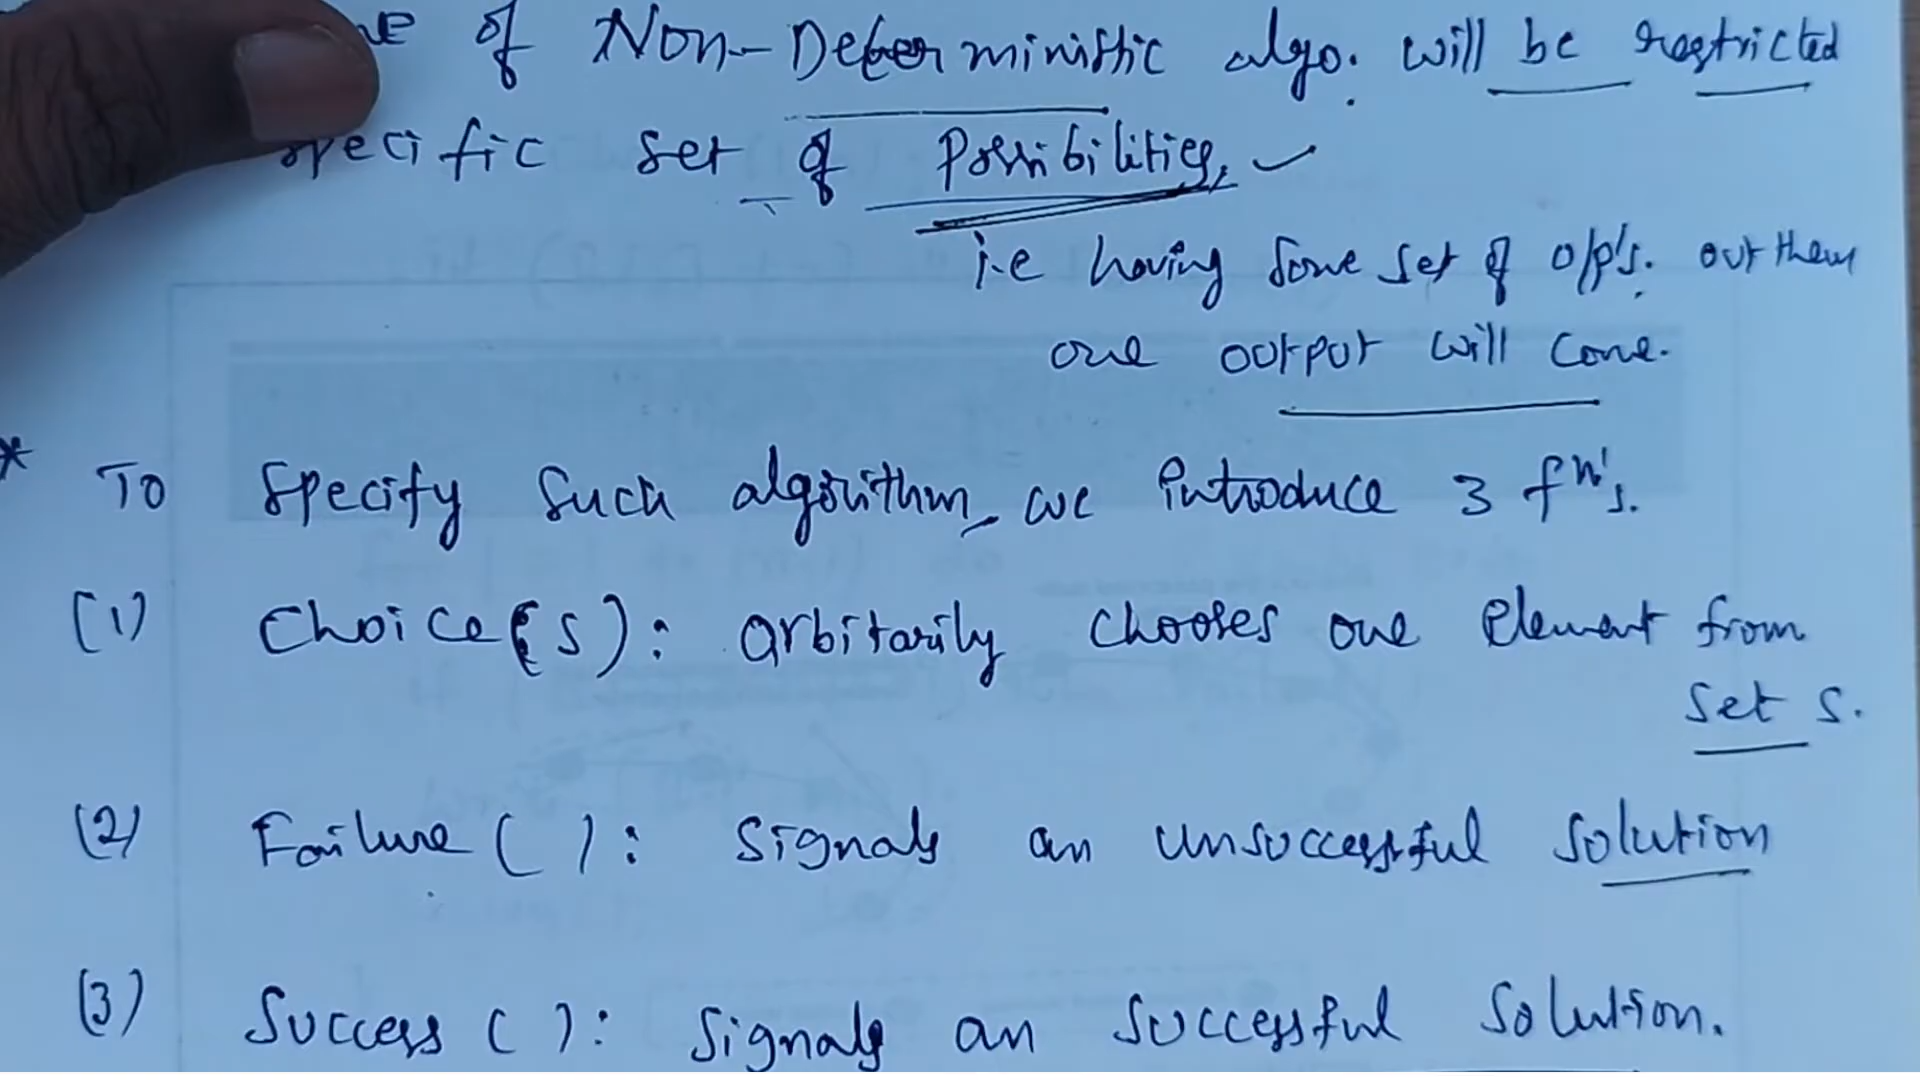 of Non-Deterministic algo. will be restricted
specific set of possibilities,
i.e having some set of o/p's. out them
one output will come.
* To specify such algorithm, we introduce 3 fⁿ's.
(1) Choice(s): arbitarily chooses one element from
set s.
(2) Failure( ): Signals an unsuccessful solution
(3) Success( ): Signals an successful solution.